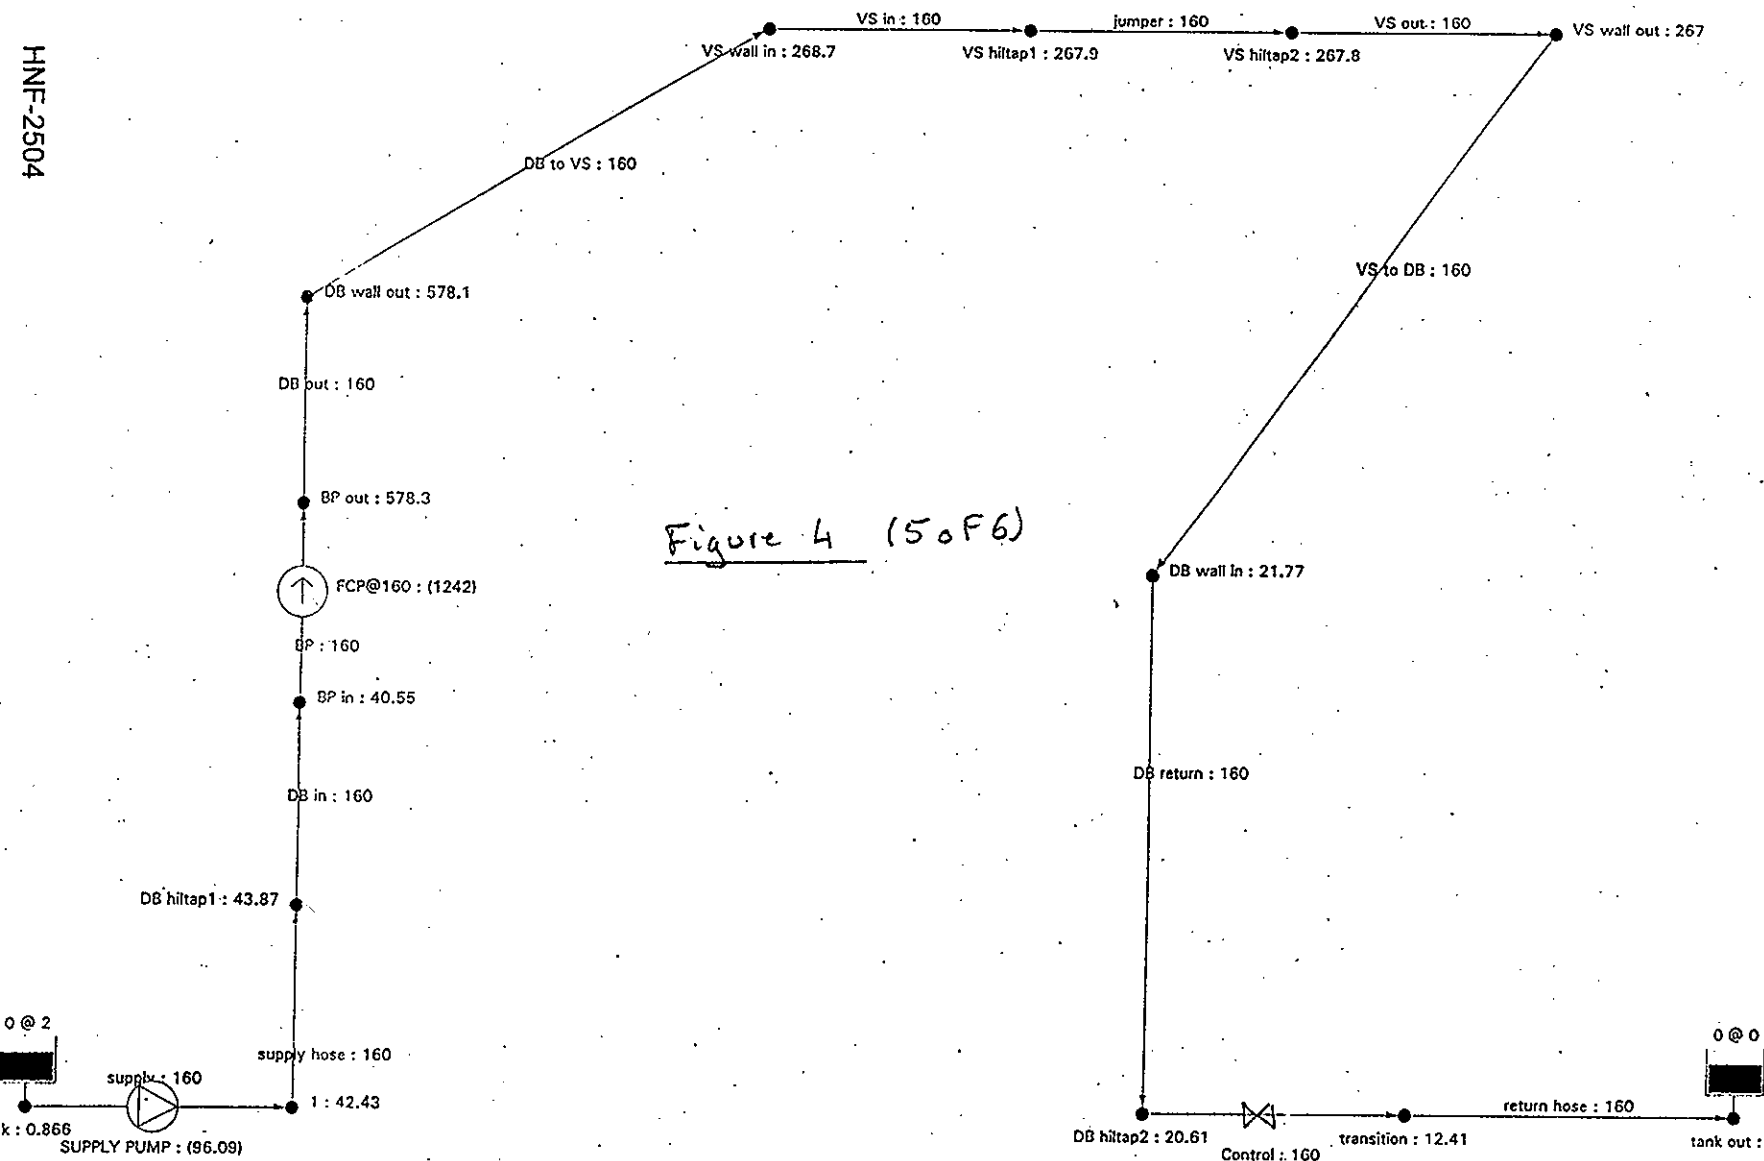 HNF-2504
VS in : 160
jumper : 160
VS out : 160
VS wall out : 267
VS wall in : 268.7
VS hiltap1 : 267.9
VS hiltap2 : 267.8
DB to VS : 160
VS to DB : 160
DB wall out : 578.1
DB out : 160
BP out : 578.3
Figure 4 (5 oF 6)
DB wall in : 21.77
FCP@160 : (1242)
BP : 160
BP in : 40.55
DB return : 160
DB in : 160
DB hiltap1 : 43.87
0 @ 2
0 @ 0
supply hose : 160
supply : 160
1 : 42.43
return hose : 160
k : 0.866
SUPPLY PUMP : (96.09)
DB hiltap2 : 20.61
Control : 160
transition : 12.41
tank out :